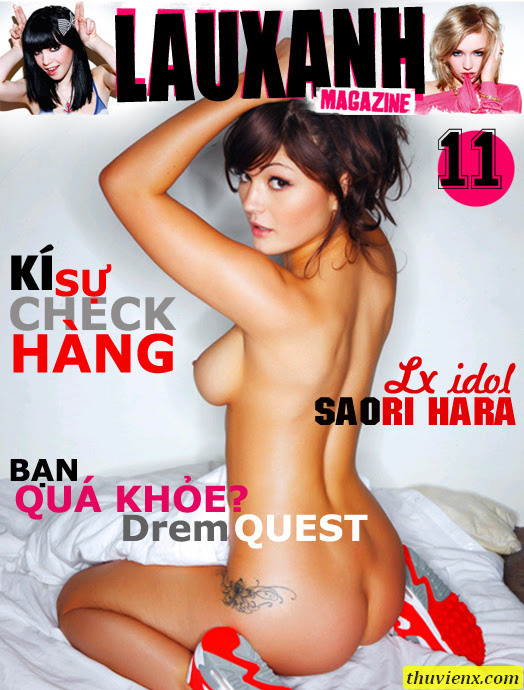 LAUXANH
MAGAZINE
11
KÍ SỰ
CHECK
HÀNG
Lx idol
SAORI HARA
BẠN
QUÁ KHỎE?
Drem QUEST
thuvienx.com